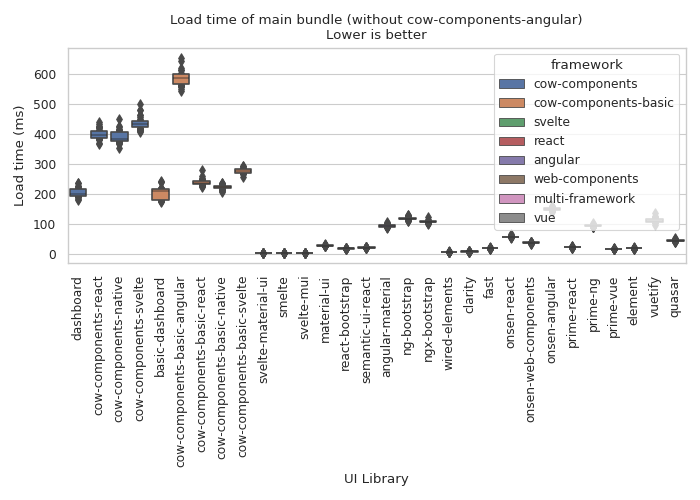 Load time of main bundle (without cow-components-angular)
Lower is better
Load time (ms)
600
500
400
300
200
100
0
framework
cow-components
cow-components-basic
svelte
react
angular
web-components
multi-framework
vue
dashboard
cow-components-react
cow-components-native
cow-components-svelte
basic-dashboard
cow-components-basic-angular
cow-components-basic-react
cow-components-basic-native
cow-components-basic-svelte
svelte-material-ui
smelte
svelte-mui
material-ui
react-bootstrap
semantic-ui-react
angular-material
ng-bootstrap
ngx-bootstrap
wired-elements
clarity
fast
onsen-react
onsen-web-components
onsen-angular
prime-react
prime-ng
prime-vue
element
vuetify
quasar
UI Library